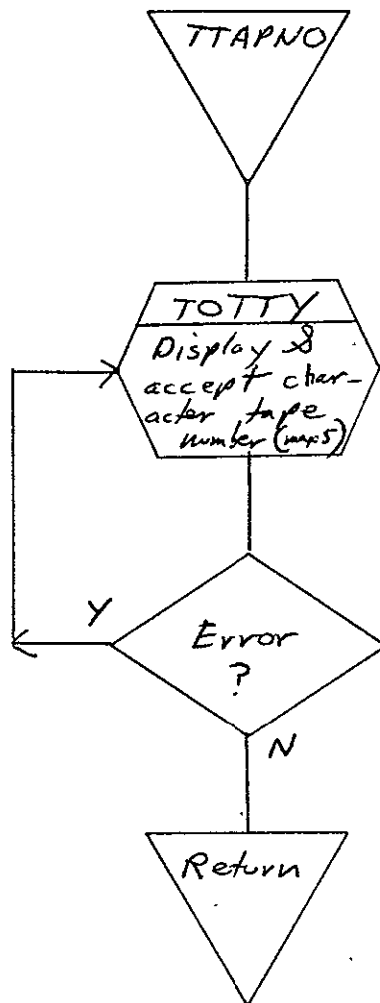 TTAPNO
TOTTY
Display &
accept char-
acter tape
number (max 5)
Y
Error
?
N
Return